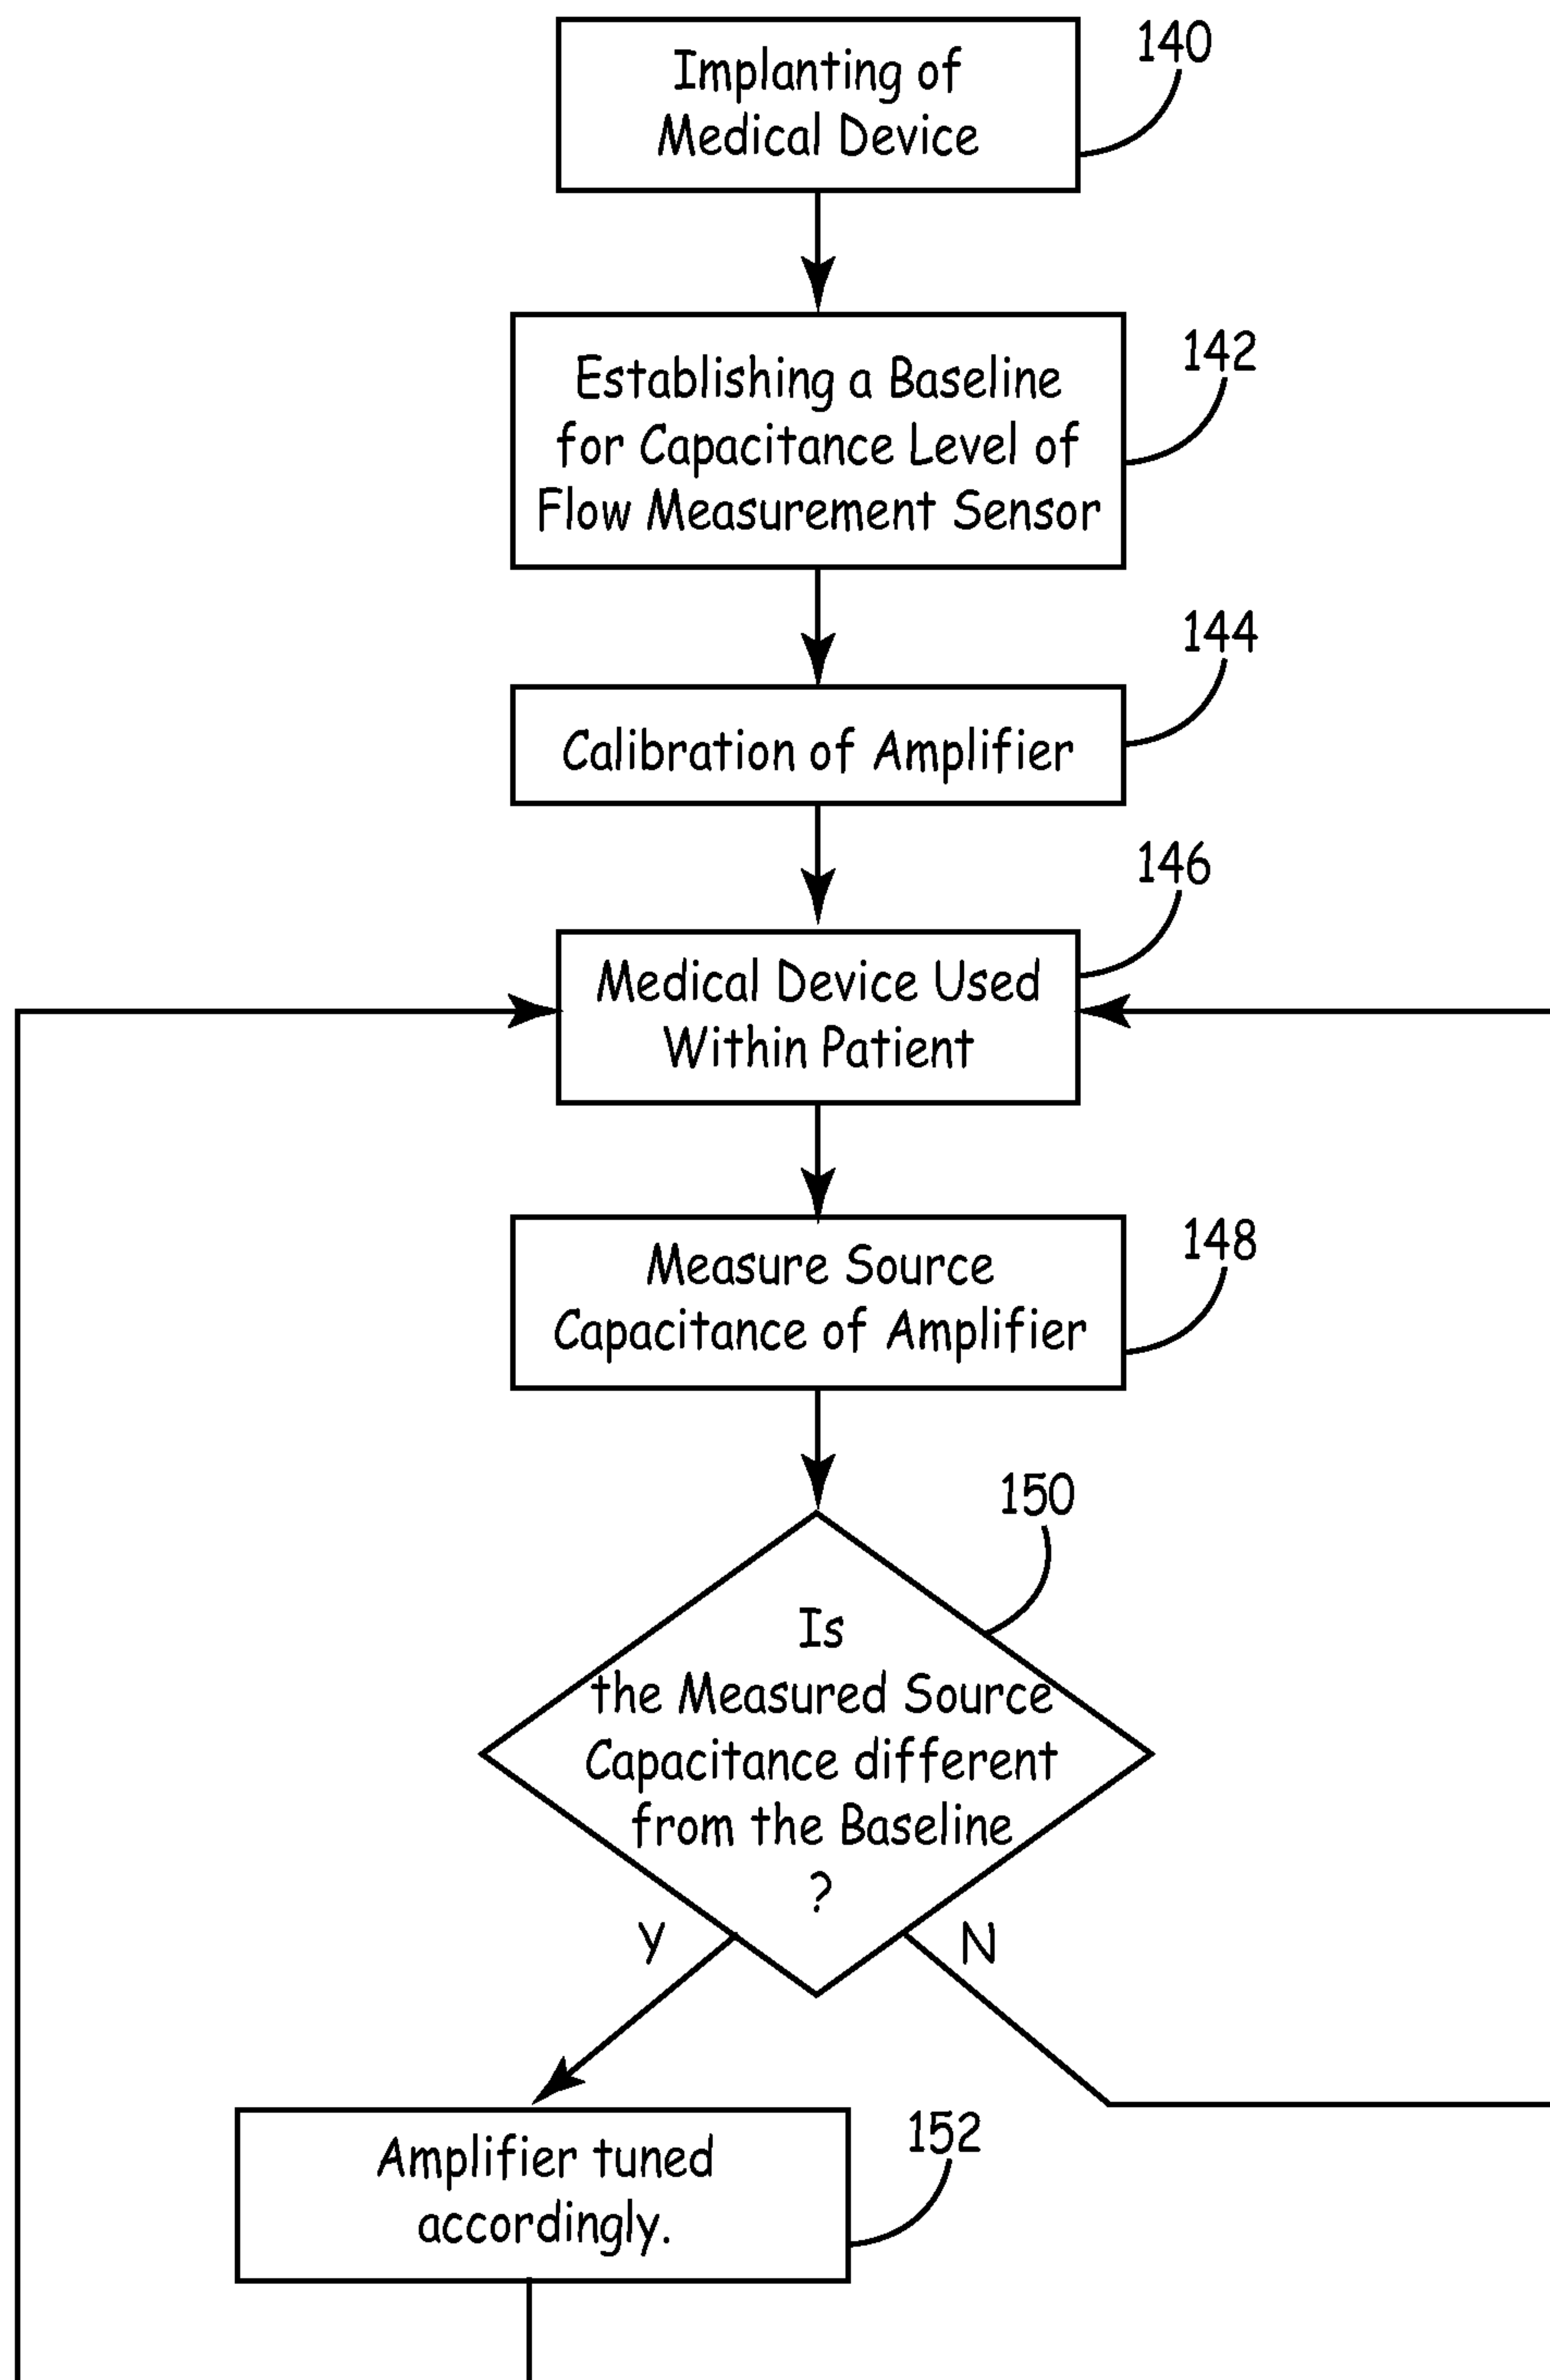 140
Implanting of
Medical Device
142
Establishing a Baseline
for Capacitance Level of
Flow Measurement Sensor
144
Calibration of Amplifier
146
Medical Device Used
Within Patient
148
Measure Source
Capacitance of Amplifier
150
Is
the Measured Source
Capacitance different
from the Baseline
?
Y
N
152
Amplifier tuned
accordingly.